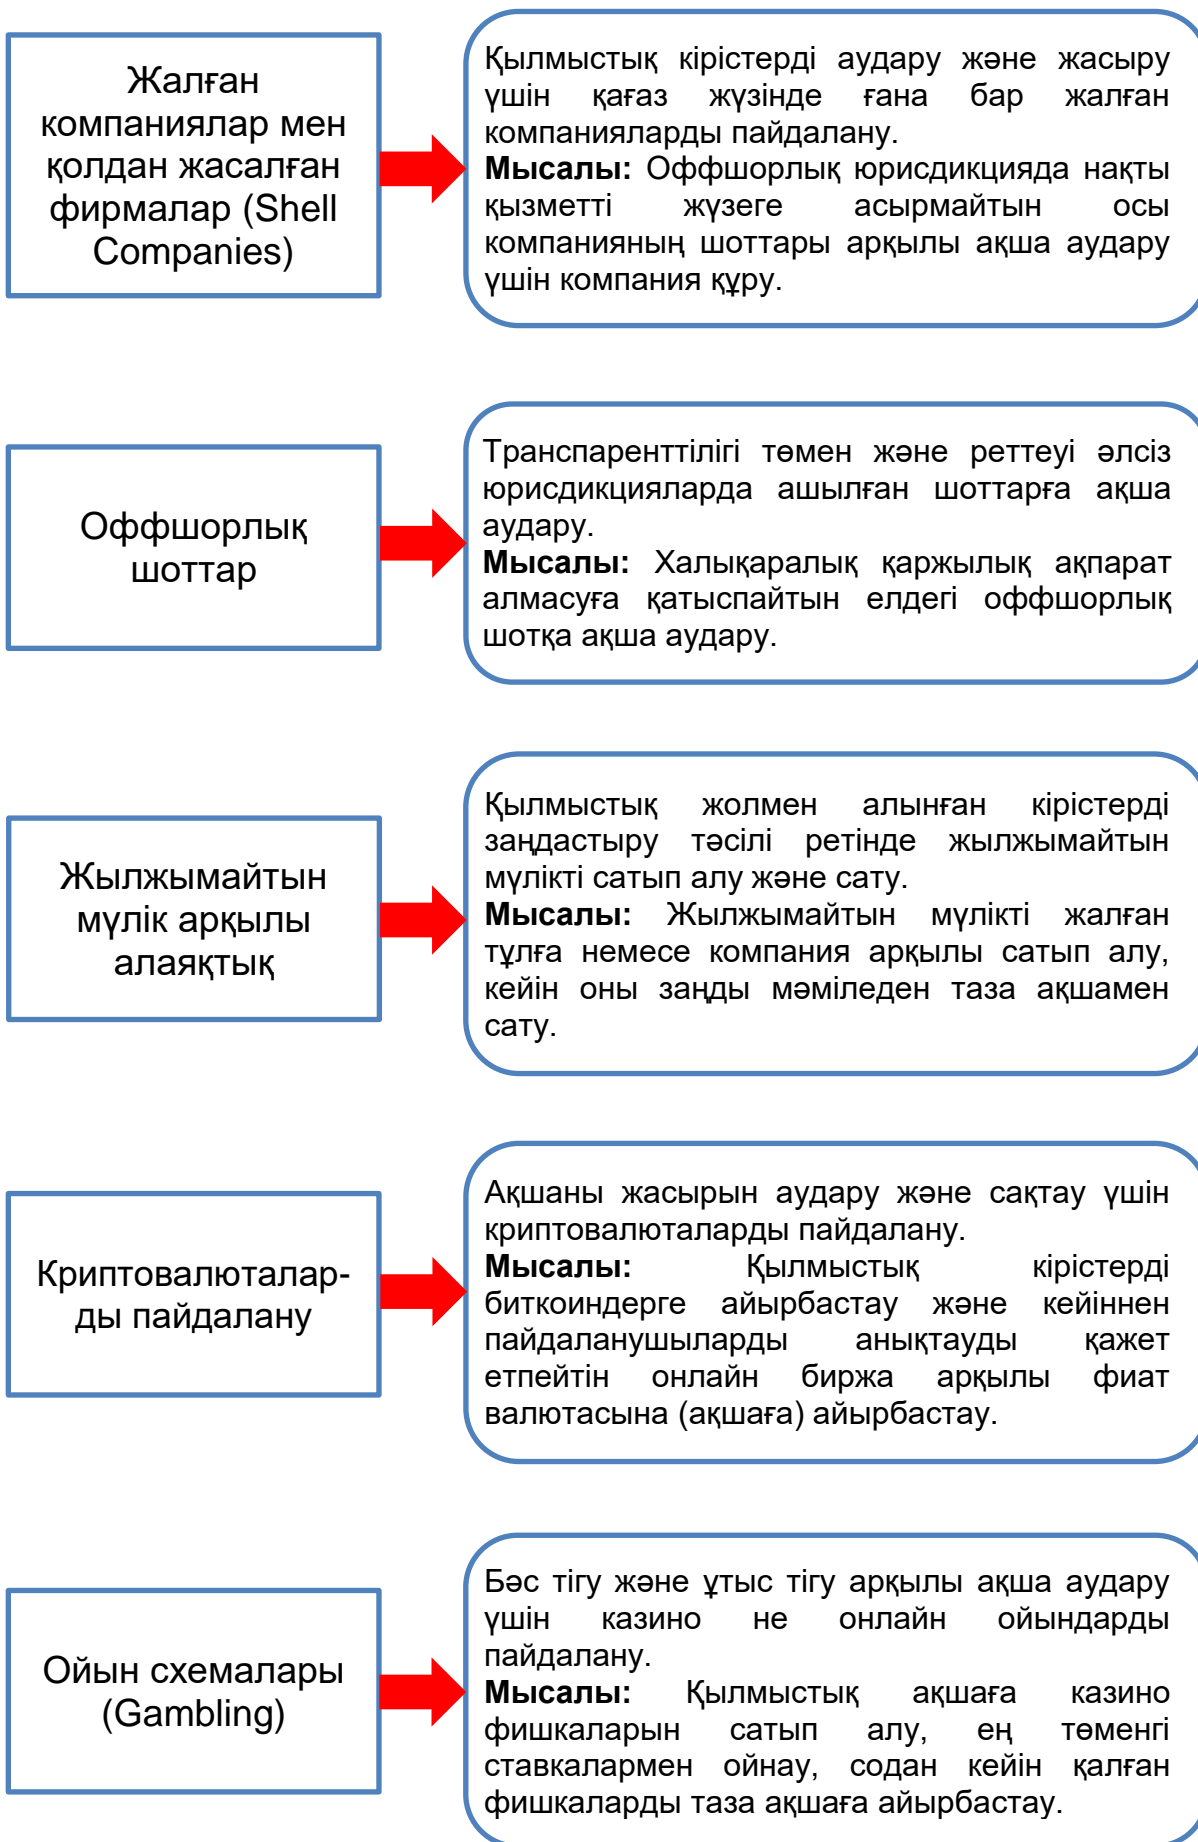 Жалған
компаниялар мен
қолдан жасалған
фирмалар (Shell
Companies)
Қылмыстық кірістерді аудару және жасыру
үшін қағаз жүзінде ғана бар жалған
компанияларды пайдалану.
Мысалы: Оффшорлық юрисдикцияда нақты
қызметті жүзеге асырмайтын осы
компанияның шоттары арқылы ақша аудару
үшін компания құру.
Оффшорлық
шоттар
Транспаренттілігі төмен және реттеуі әлсіз
юрисдикцияларда ашылған шоттарға ақша
аудару.
Мысалы: Халықаралық қаржылық ақпарат
алмасуға қатыспайтын елдегі оффшорлық
шотқа ақша аудару.
Жылжымайтын
мүлік арқылы
алаяқтық
Қылмыстық жолмен алынған кірістерді
заңдастыру тәсілі ретінде жылжымайтын
мүлікті сатып алу және сату.
Мысалы: Жылжымайтын мүлікті жалған
тұлға немесе компания арқылы сатып алу,
кейін оны заңды мәміледен таза ақшамен
сату.
Криптовалюталар-
ды пайдалану
Ақшаны жасырын аудару және сақтау үшін
криптовалюталарды пайдалану.
Мысалы: Қылмыстық кірістерді
биткоиндерге айырбастау және кейіннен
пайдаланушыларды анықтауды қажет
етпейтін онлайн биржа арқылы фиат
валютасына (ақшаға) айырбастау.
Ойын схемалары
(Gambling)
Бәс тігу және ұтыс тігу арқылы ақша аудару
үшін казино не онлайн ойындарды
пайдалану.
Мысалы: Қылмыстық ақшаға казино
фишкаларын сатып алу, ең төменгі
ставкалармен ойнау, содан кейін қалған
фишкаларды таза ақшаға айырбастау.